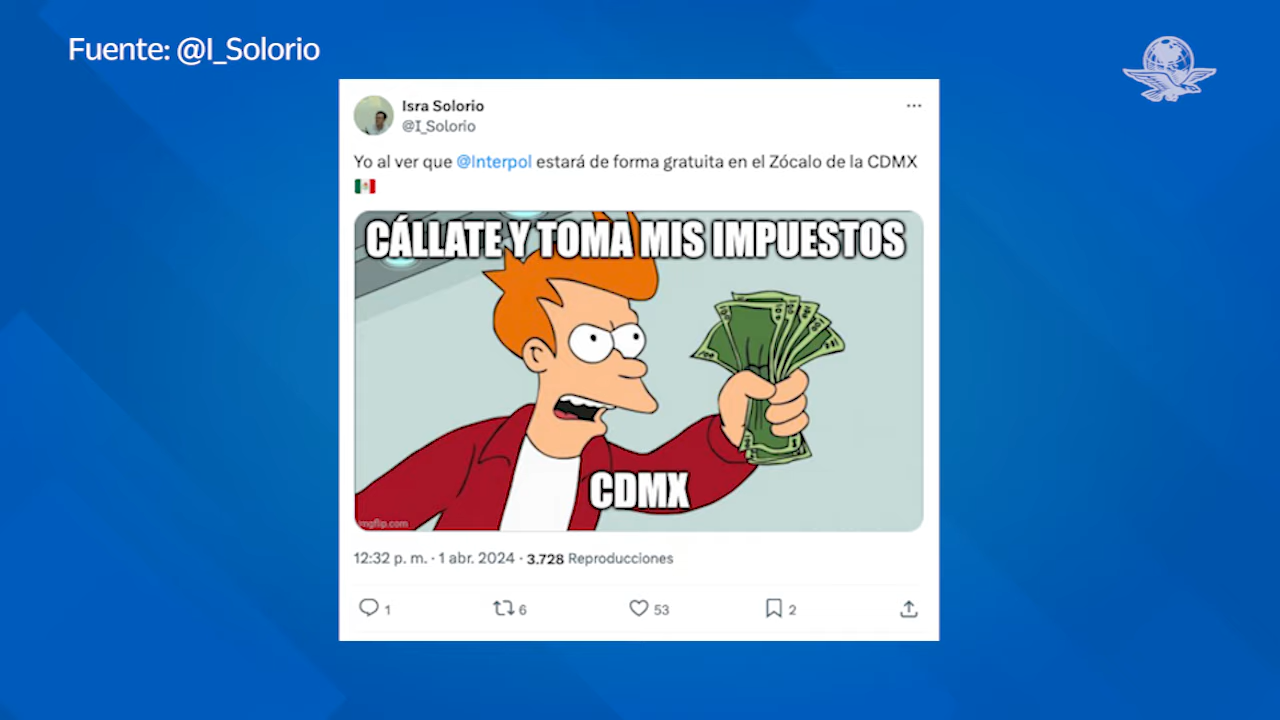 Fuente: @I_Solorio
Isra Solorio
@I_Solorio
Yo al ver que @Interpol estará de forma gratuita en el Zócalo de la CDMX
CÁLLATE Y TOMA MIS IMPUESTOS
CDMX
imgflip.com
12:32 p. m. · 1 abr. 2024 · 3.728 Reproducciones
1 6 53 2